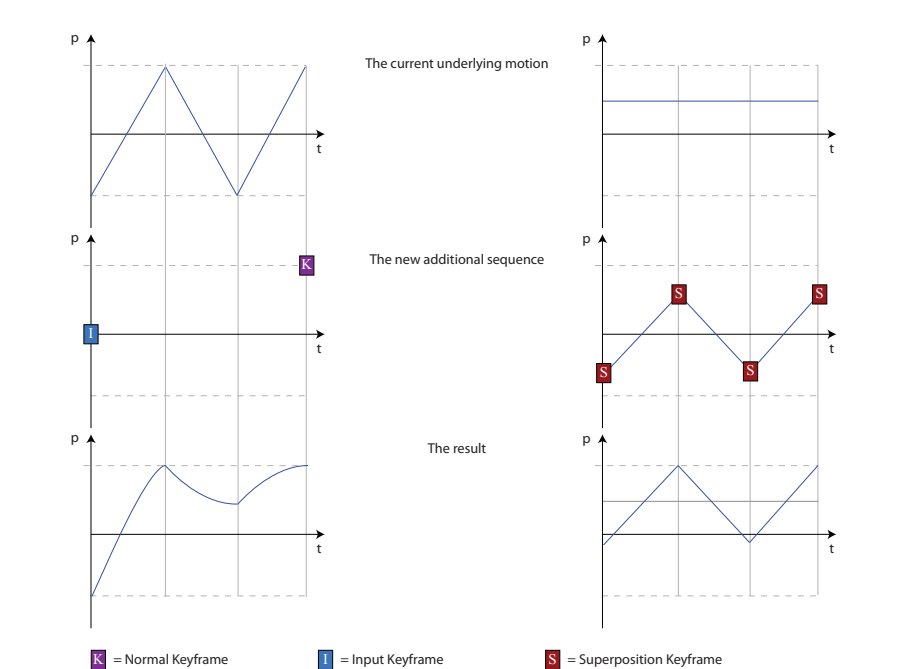 p
The current underlying motion
p
t
t
p
The new additional sequence
p
K
S
S
I
t
t
S
S
p
The result
p
t
t
K = Normal Keyframe
I = Input Keyframe
S = Superposition Keyframe